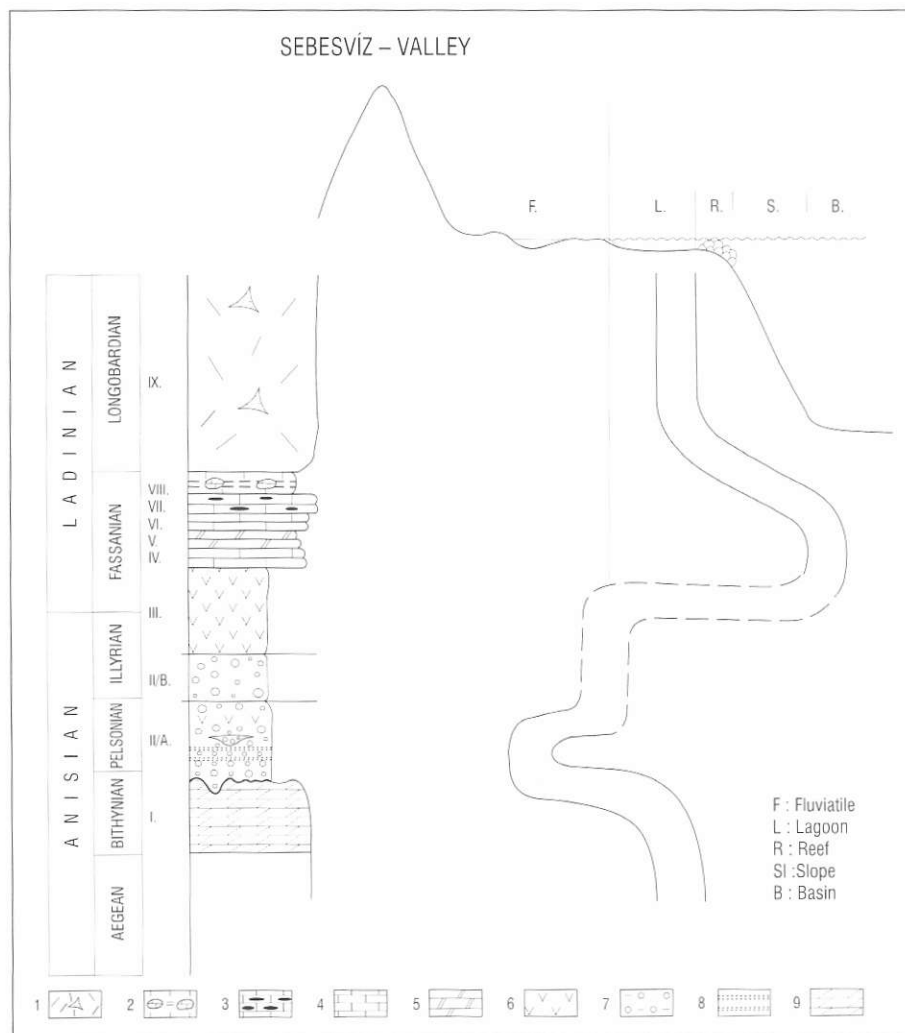 SEBESVÍZ – VALLEY
F. L. R. S. B.
LADINIAN
LONGOBARDIAN
IX.
FASSANIAN
VIII.
VII.
VI.
V.
IV.
III.
ANISIAN
ILLYRIAN
II/B.
PELSONIAN
II/A.
BITHYNIAN
I.
AEGEAN
F : Fluviatile
L : Lagoon
R : Reef
Sl :Slope
B : Basin
1 2 3 4 5 6 7 8 9